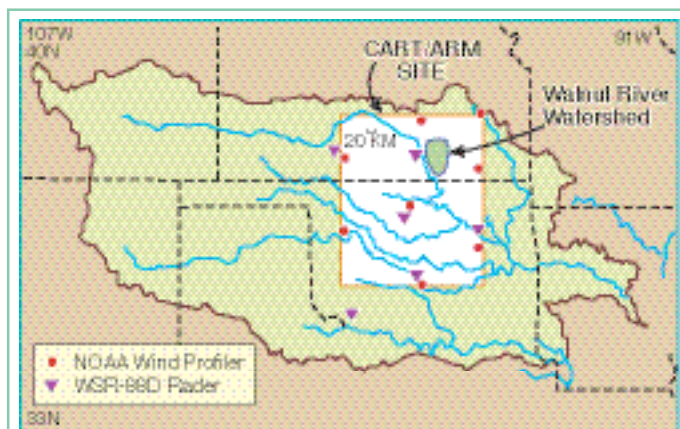 107W
40N
91W
CART/ARM
SITE
Walnut River
Watershed
20 KM
NOAA Wind Profiler
WSR-88D Radar
33N